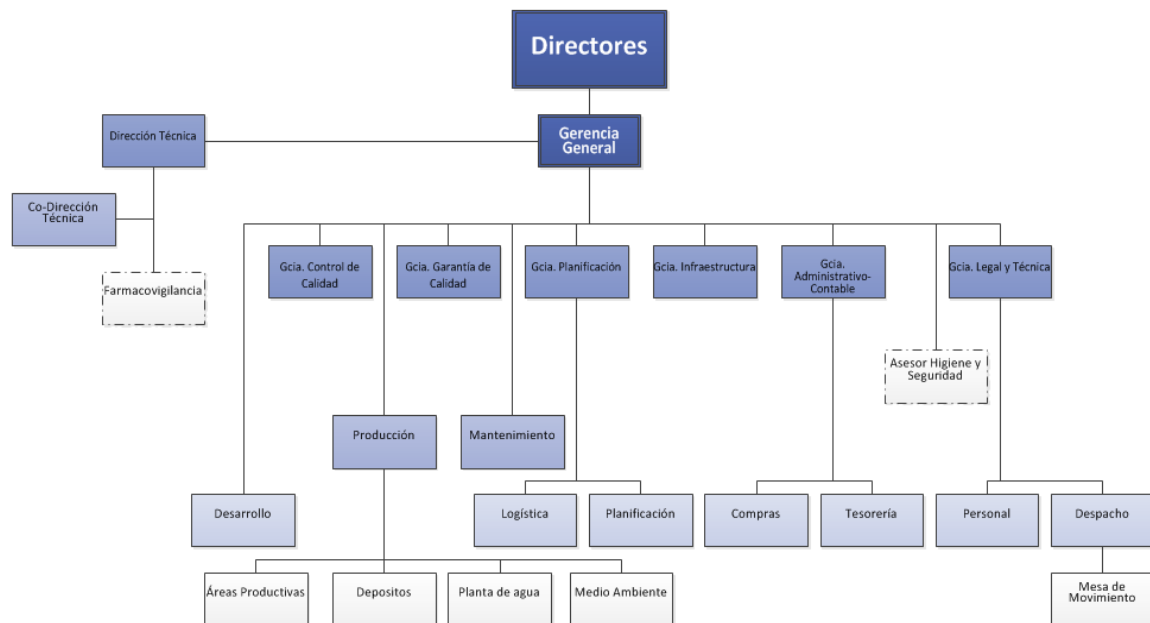 Directores
Gerencia
General
Dirección Técnica
Co-Dirección
Técnica
Farmacovigilancia
Gcia. Control de
Calidad
Gcia. Garantía de
Calidad
Gcia. Planificación
Gcia. Infraestructura
Gcia.
Administrativo-
Contable
Gcia. Legal y Técnica
Asesor Higiene y
Seguridad
Producción
Mantenimiento
Desarrollo
Logística
Planificación
Compras
Tesorería
Personal
Despacho
Áreas Productivas
Depositos
Planta de agua
Medio Ambiente
Mesa de
Movimiento